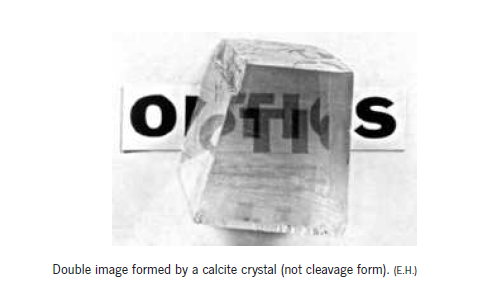 OPTICS
Double image formed by a calcite crystal (not cleavage form). (E.H.)